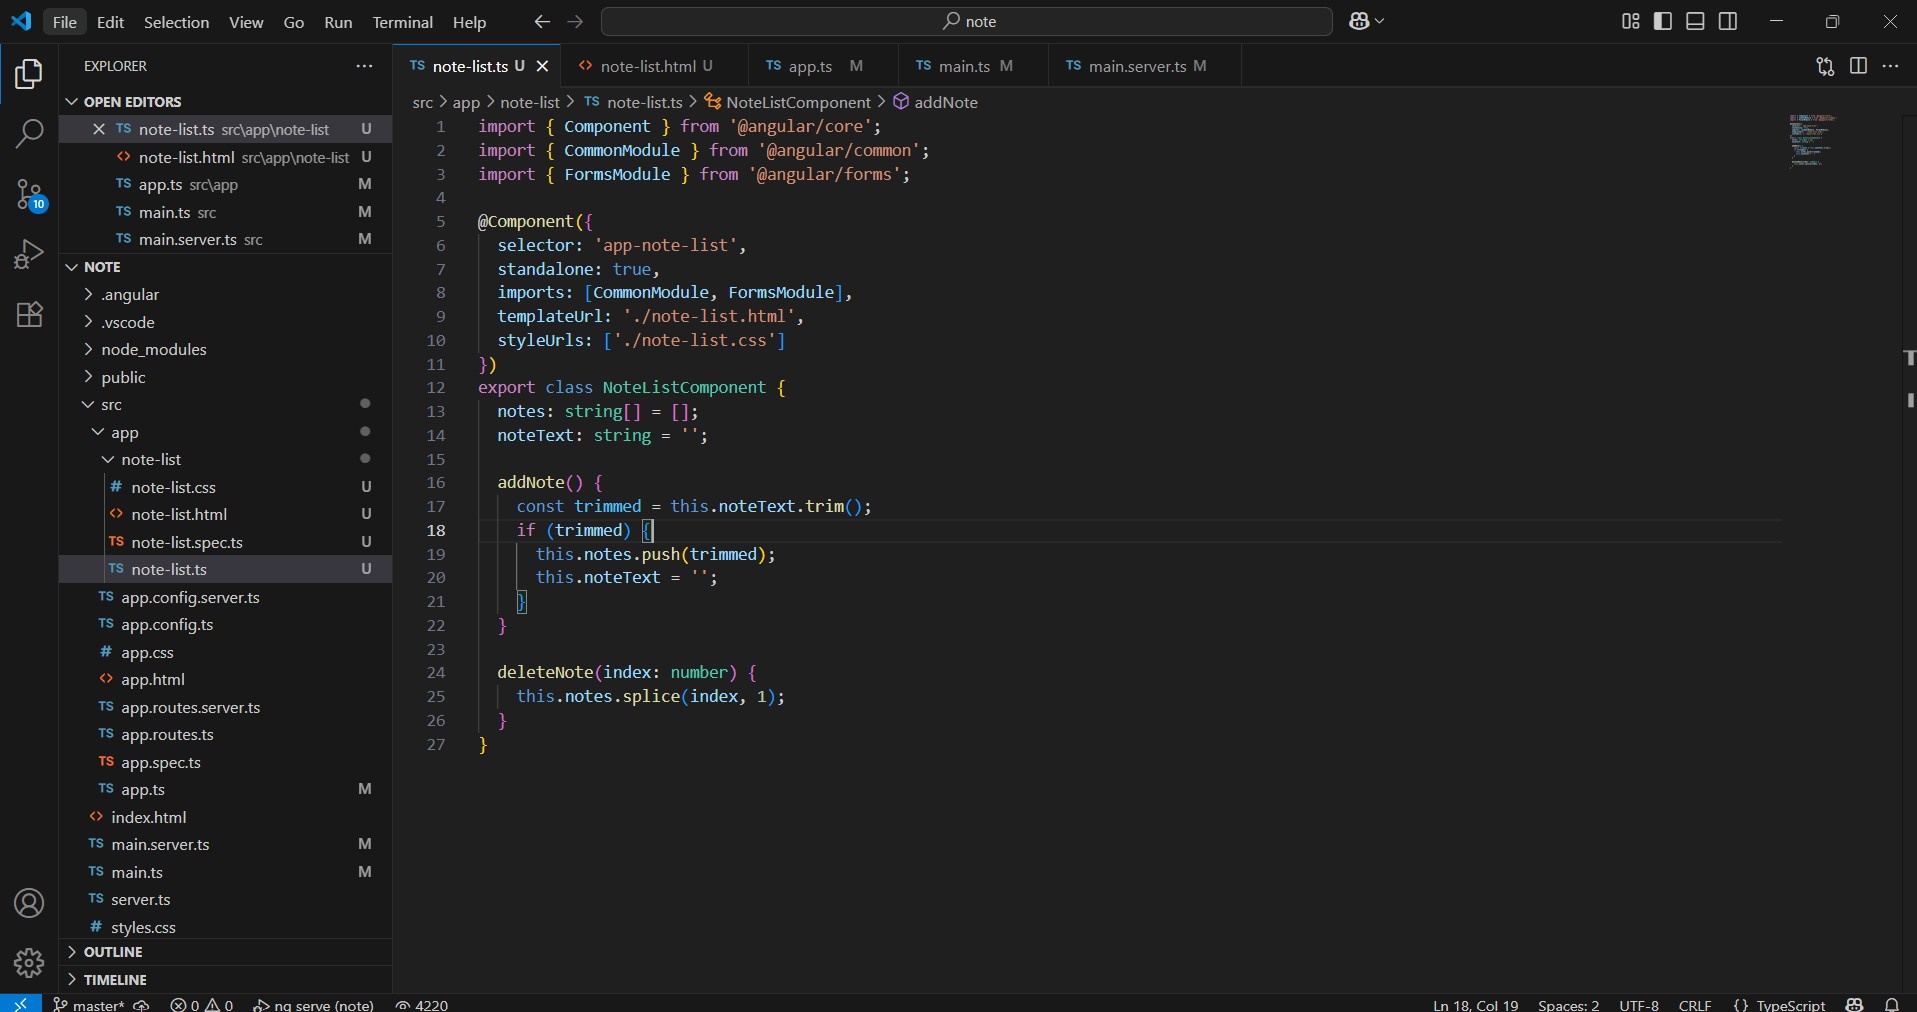 File Edit Selection View Go Run Terminal Help
note
EXPLORER
OPEN EDITORS
TS note-list.ts src\app\note-list U
<> note-list.html src\app\note-list U
TS app.ts src\app M
TS main.ts src M
TS main.server.ts src M
NOTE
.angular
.vscode
node_modules
public
src
app
note-list
# note-list.css U
<> note-list.html U
TS note-list.spec.ts U
TS note-list.ts U
TS app.config.server.ts
TS app.config.ts
# app.css
<> app.html
TS app.routes.server.ts
TS app.routes.ts
TS app.spec.ts
TS app.ts M
<> index.html
TS main.server.ts M
TS main.ts M
TS server.ts
# styles.css
OUTLINE
TIMELINE
10
TS note-list.ts U <> note-list.html U TS app.ts M TS main.ts M TS main.server.ts M
src > app > note-list > TS note-list.ts > NoteListComponent > addNote
1 import { Component } from '@angular/core';
2 import { CommonModule } from '@angular/common';
3 import { FormsModule } from '@angular/forms';
4
5 @Component({
6 selector: 'app-note-list',
7 standalone: true,
8 imports: [CommonModule, FormsModule],
9 templateUrl: './note-list.html',
10 styleUrls: ['./note-list.css']
11 })
12 export class NoteListComponent {
13 notes: string[] = [];
14 noteText: string = '';
15
16 addNote() {
17 const trimmed = this.noteText.trim();
18 if (trimmed) {
19 this.notes.push(trimmed);
20 this.noteText = '';
21 }
22 }
23
24 deleteNote(index: number) {
25 this.notes.splice(index, 1);
26 }
27 }
master* 0 0 ng serve (note) 4220 Ln 18, Col 19 Spaces: 2 UTF-8 CRLF {} TypeScript